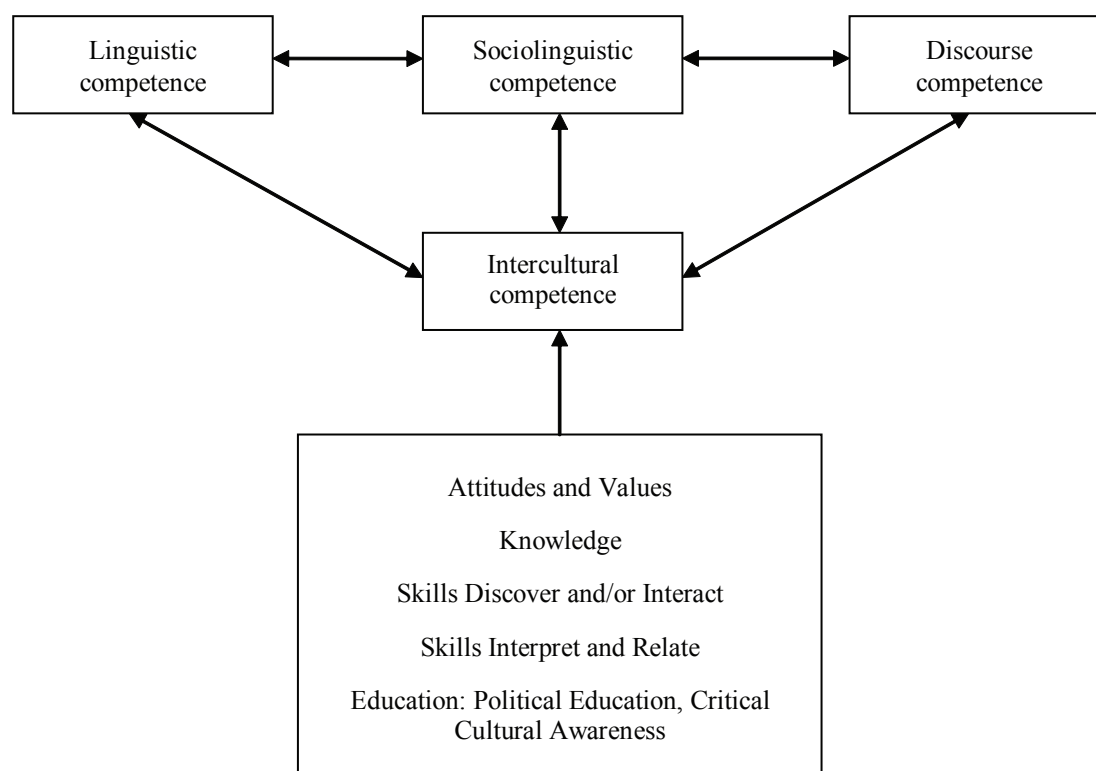 Linguistic
competence
Sociolinguistic
competence
Discourse
competence
Intercultural
competence
Attitudes and Values
Knowledge
Skills Discover and/or Interact
Skills Interpret and Relate
Education: Political Education, Critical
Cultural Awareness